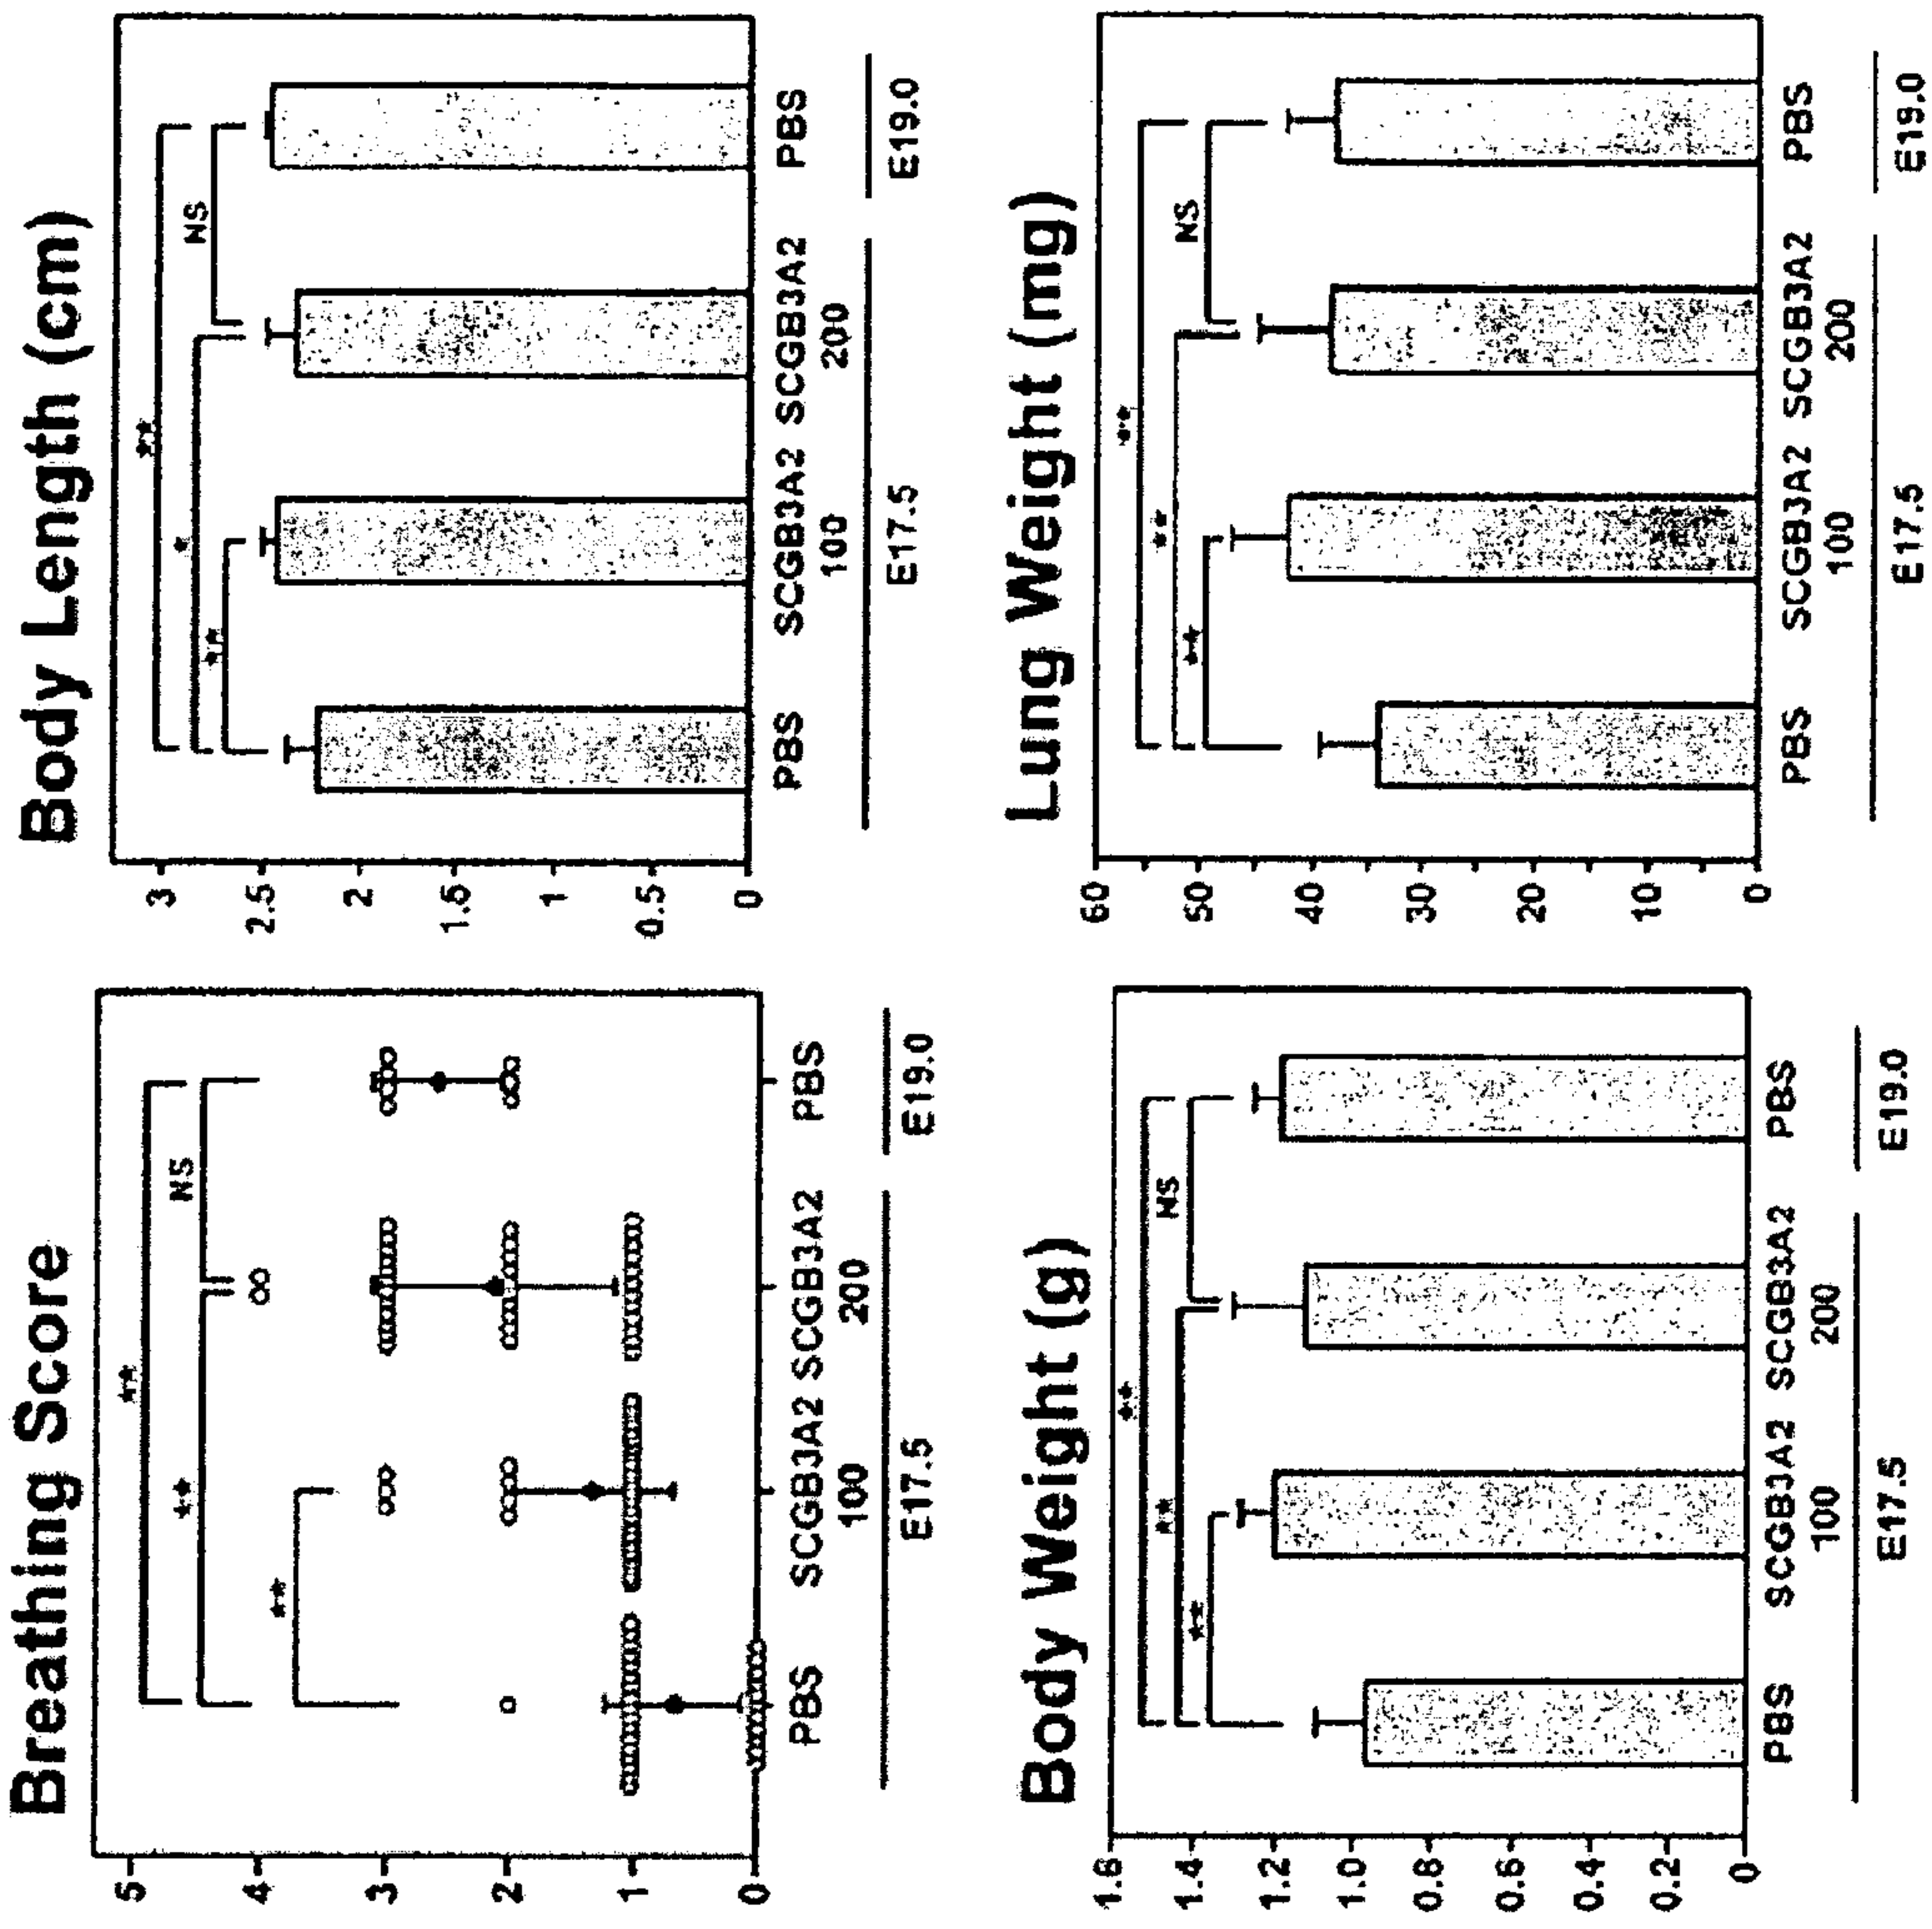 Breathing Score
5
4
3
2
1
0
**
**
NS
**
PBS SCGB3A2 SCGB3A2 PBS
100 200
E17.5 E19.0
Body Length (cm)
3
2.5
2
1.5
1
0.5
0
**
*
NS
**
PBS SCGB3A2 SCGB3A2 PBS
100 200
E17.5 E19.0
Body Weight (g)
1.6
1.4
1.2
1.0
0.8
0.6
0.4
0.2
0
**
**
NS
**
PBS SCGB3A2 SCGB3A2 PBS
100 200
E17.5 E19.0
Lung Weight (mg)
60
50
40
30
20
10
0
**
**
NS
**
PBS SCGB3A2 SCGB3A2 PBS
100 200
E17.5 E19.0